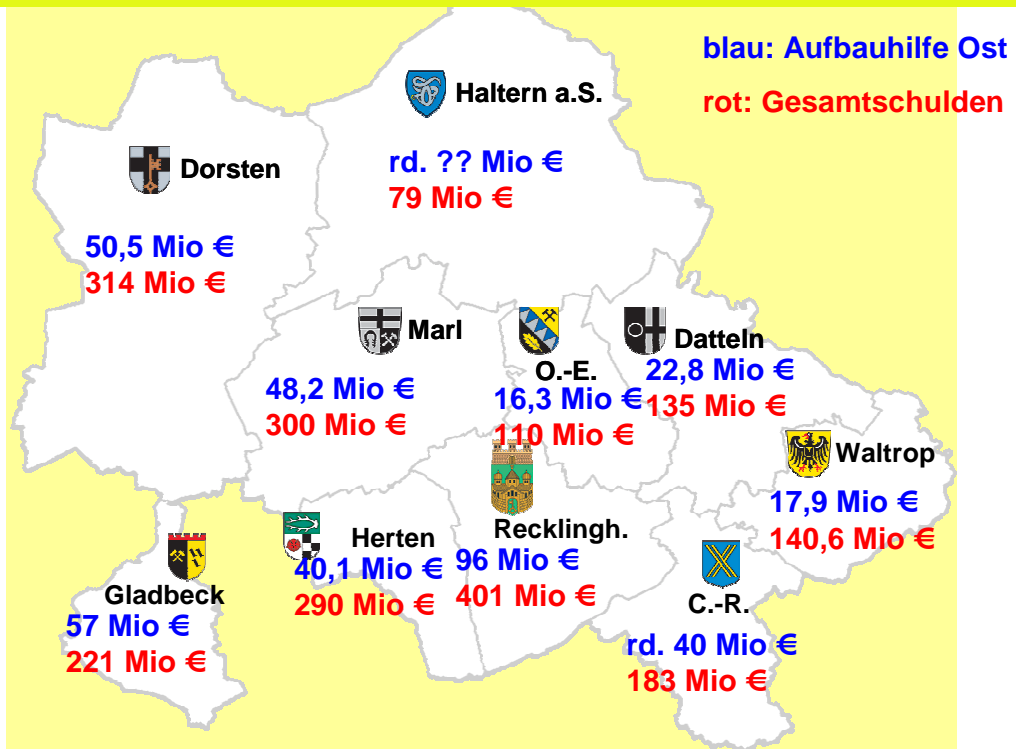 blau: Aufbauhilfe Ost
rot: Gesamtschulden
Haltern a.S.
rd. ?? Mio €
79 Mio €
Dorsten
50,5 Mio €
314 Mio €
Marl
48,2 Mio €
300 Mio €
O.-E.
16,3 Mio €
110 Mio €
Datteln
22,8 Mio €
135 Mio €
Waltrop
17,9 Mio €
140,6 Mio €
Recklingh.
96 Mio €
401 Mio €
Herten
40,1 Mio €
290 Mio €
Gladbeck
57 Mio €
221 Mio €
C.-R.
rd. 40 Mio €
183 Mio €